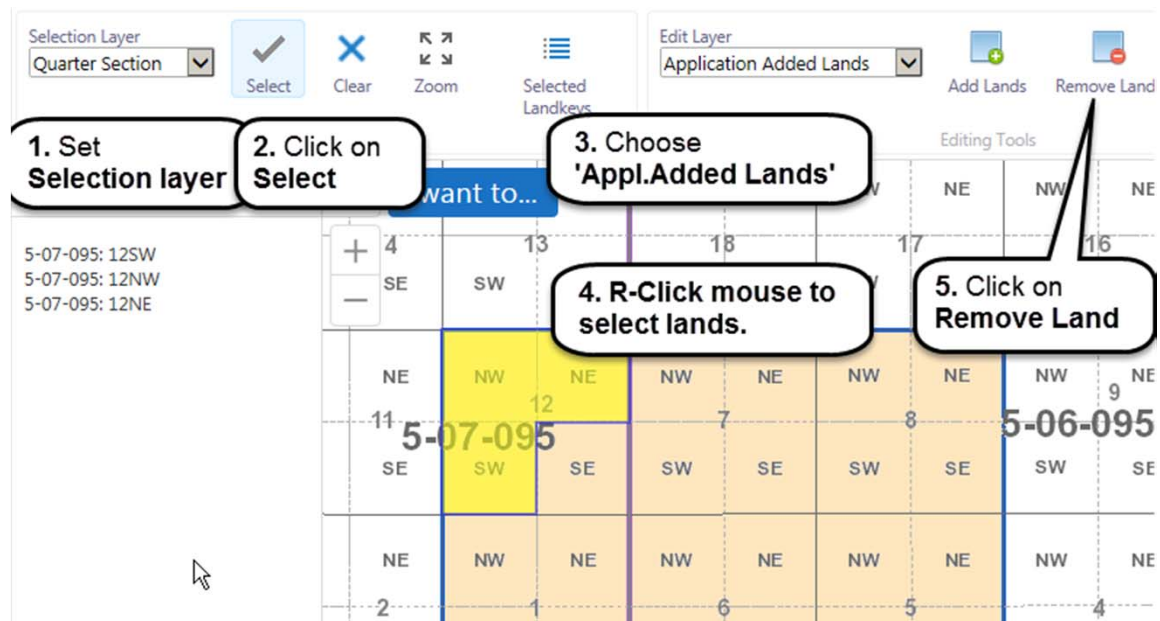 Selection Layer
Quarter Section
Select
Clear
Zoom
Selected
Landkeys
Edit Layer
Application Added Lands
Add Lands
Remove Land
Editing Tools
1. Set
Selection layer
2. Click on
Select
3. Choose
'Appl.Added Lands'
want to...
NE NW NE
5-07-095: 12SW
5-07-095: 12NW
5-07-095: 12NE
+ 4 13 18 17 16
− SE SW
4. R-Click mouse to
select lands.
5. Click on
Remove Land
NE NW NE NW NE NW NE NW NE
11 12 7 8 9
5-07-095 5-06-095
SE SW SE SW SE SW SE SW SE
NE NW NE NW NE NW NE NW NE
2 1 6 5 4